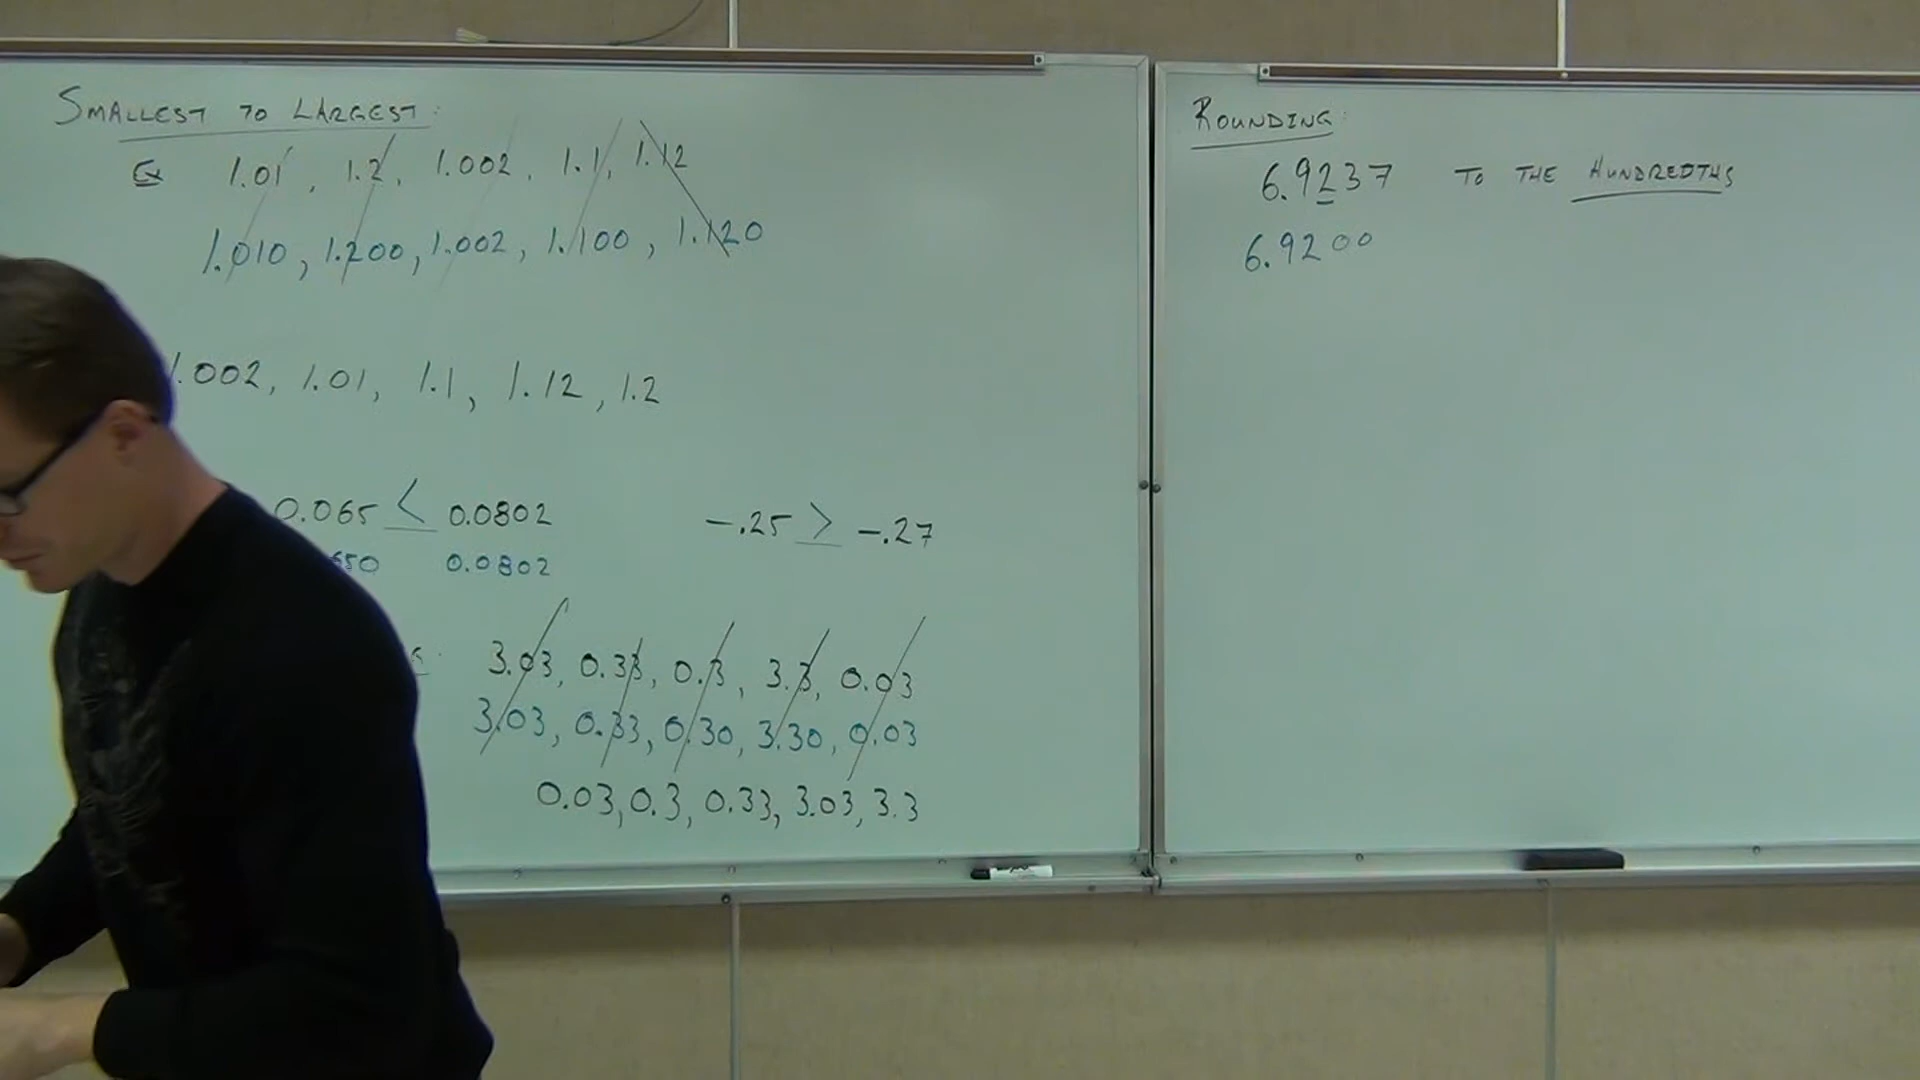 SMALLEST TO LARGEST:
Ex 1.01, 1.2, 1.002, 1.1, 1.12
1.010, 1.200, 1.002, 1.100, 1.120
1.002, 1.01, 1.1, 1.12, 1.2
0.065 < 0.0802 -.25 > -.27
650 0.0802
3.03, 0.33, 0.3, 3.3, 0.03
3.03, 0.33, 0.30, 3.30, 0.03
0.03, 0.3, 0.33, 3.03, 3.3
ROUNDING:
6.9237 TO THE HUNDREDTHS
6.9200